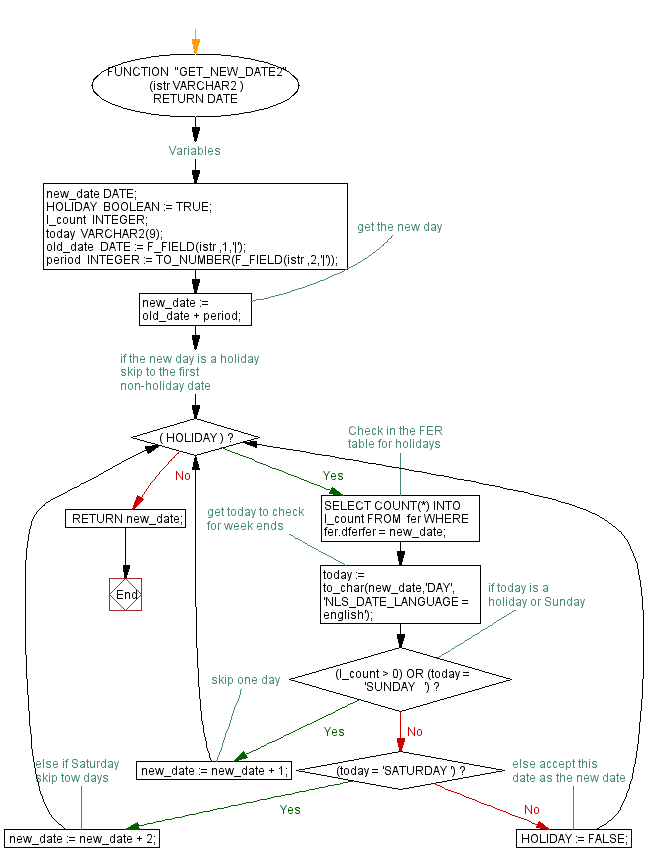 FUNCTION "GET_NEW_DATE2"
(istr VARCHAR2 )
RETURN DATE
Variables
new_date DATE;
HOLIDAY BOOLEAN := TRUE;
l_count INTEGER;
today VARCHAR2(9);
old_date DATE := F_FIELD(istr ,1,'|');
period INTEGER := TO_NUMBER(F_FIELD(istr ,2,'|'));
get the new day
new_date :=
old_date + period;
if the new day is a holiday
skip to the first
non-holiday date
( HOLIDAY ) ?
No
Yes
Check in the FER
table for holidays
RETURN new_date;
End
SELECT COUNT(*) INTO
l_count FROM fer WHERE
fer.dferfer = new_date;
get today to check
for week ends
today :=
to_char(new_date,'DAY',
'NLS_DATE_LANGUAGE =
english');
if today is a
holiday or Sunday
(l_count > 0) OR (today =
'SUNDAY ') ?
skip one day
Yes
No
new_date := new_date + 1;
(today = 'SATURDAY ') ?
else if Saturday
skip tow days
else accept this
date as the new date
Yes
No
new_date := new_date + 2;
HOLIDAY := FALSE;